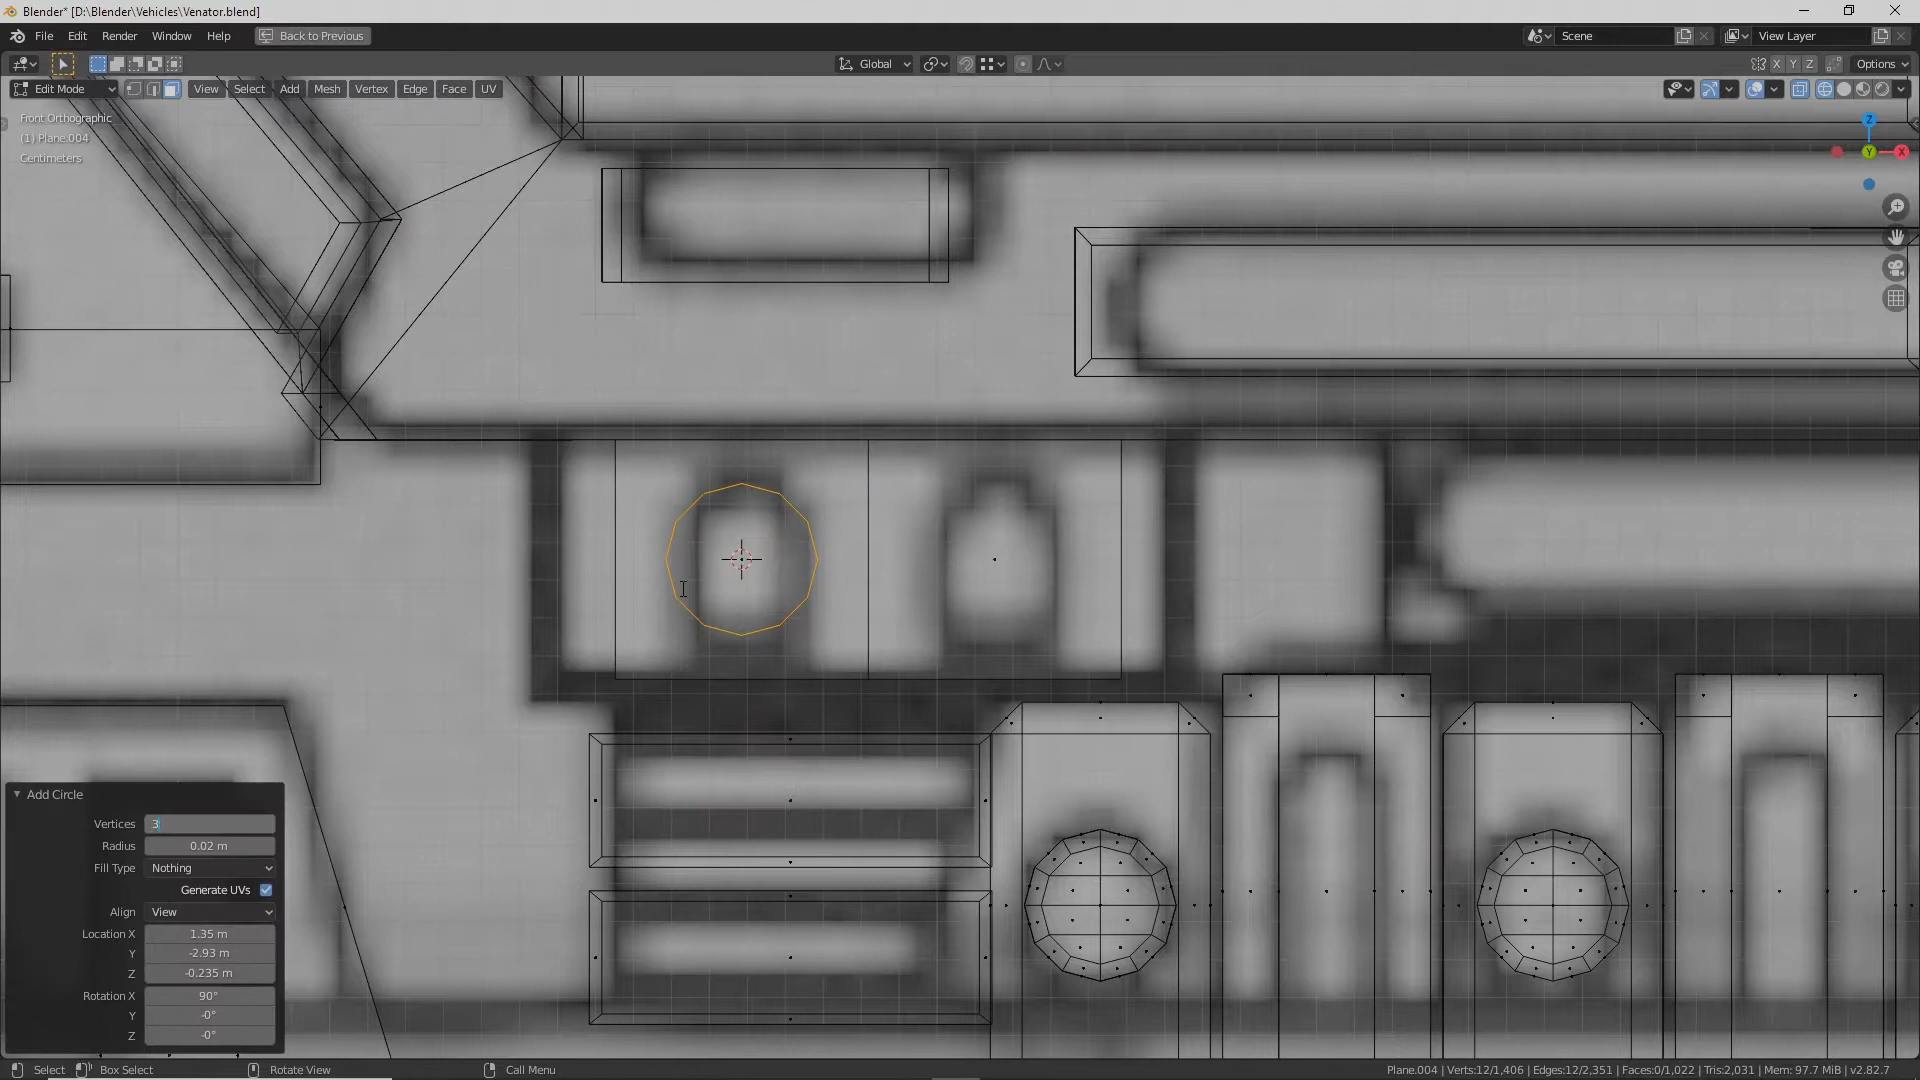 Blender* [D:\Blender\Vehicles\Venator.blend]
File Edit Render Window Help Back to Previous Scene View Layer
Global X Y Z Options
Edit Mode View Select Add Mesh Vertex Edge Face UV
Front Orthographic
(1) Plane.004
Centimeters
Z
Y X
Add Circle
Vertices 3
Radius 0.02 m
Fill Type Nothing
Generate UVs
Align View
Location X 1.35 m
Y -2.93 m
Z -0.235 m
Rotation X 90°
Y -0°
Z -0°
Select Box Select Rotate View Call Menu Plane.004 | Verts:12/1,406 | Edges:12/2,351 | Faces:0/1,022 | Tris:2,031 | Mem: 97.7 MiB | v2.82.7